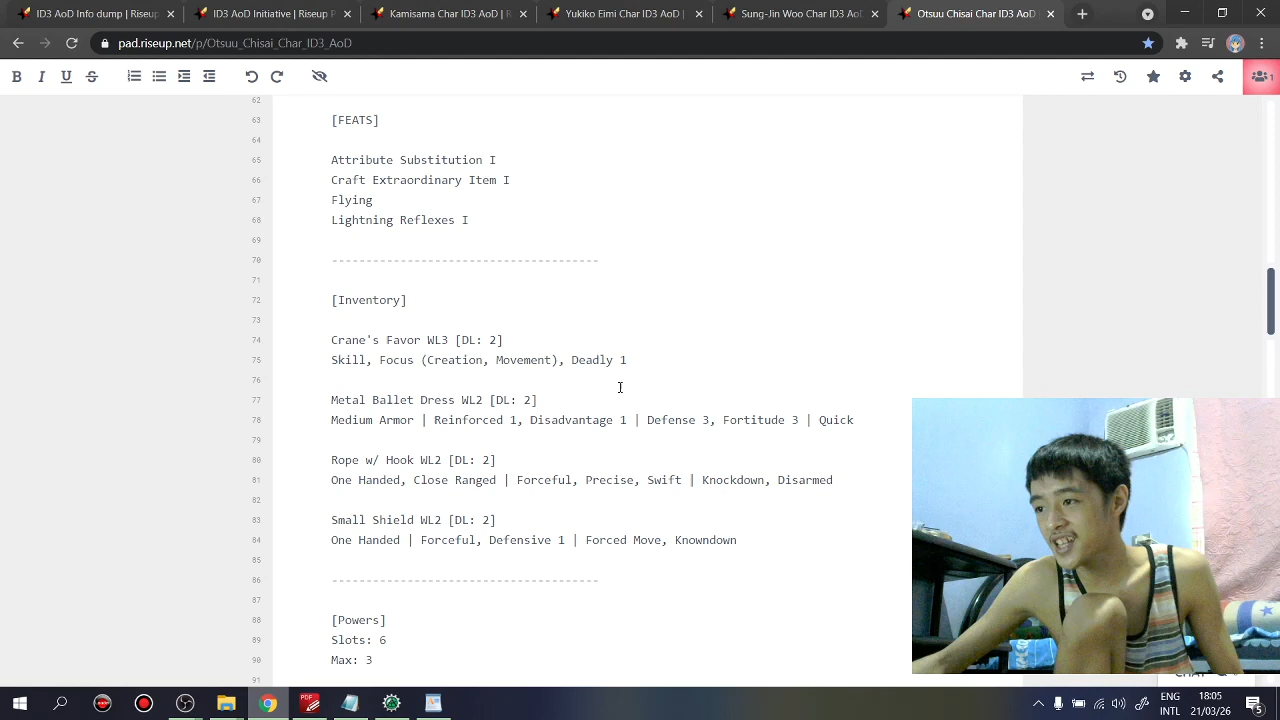 ID3 AoD Info dump | Riseup
ID3 AoD Initiative | Riseup P
Kamisama Char ID3 AoD | R
Yukiko Eimi Char ID3 AoD |
Sung-Jin Woo Char ID3 AoD
Otsuu Chisai Char ID3 AoD
pad.riseup.net/p/Otsuu_Chisai_Char_ID3_AoD
B I U S
1
62
63 [FEATS]
64
65 Attribute Substitution I
66 Craft Extraordinary Item I
67 Flying
68 Lightning Reflexes I
69
70 ---------------------------------------
71
72 [Inventory]
73
74 Crane's Favor WL3 [DL: 2]
75 Skill, Focus (Creation, Movement), Deadly 1
76
77 Metal Ballet Dress WL2 [DL: 2]
78 Medium Armor | Reinforced 1, Disadvantage 1 | Defense 3, Fortitude 3 | Quick
79
80 Rope w/ Hook WL2 [DL: 2]
81 One Handed, Close Ranged | Forceful, Precise, Swift | Knockdown, Disarmed
82
83 Small Shield WL2 [DL: 2]
84 One Handed | Forceful, Defensive 1 | Forced Move, Knowndown
85
86 ---------------------------------------
87
88 [Powers]
89 Slots: 6
90 Max: 3
91
PDF
ENG
INTL
18:05
21/03/26
5